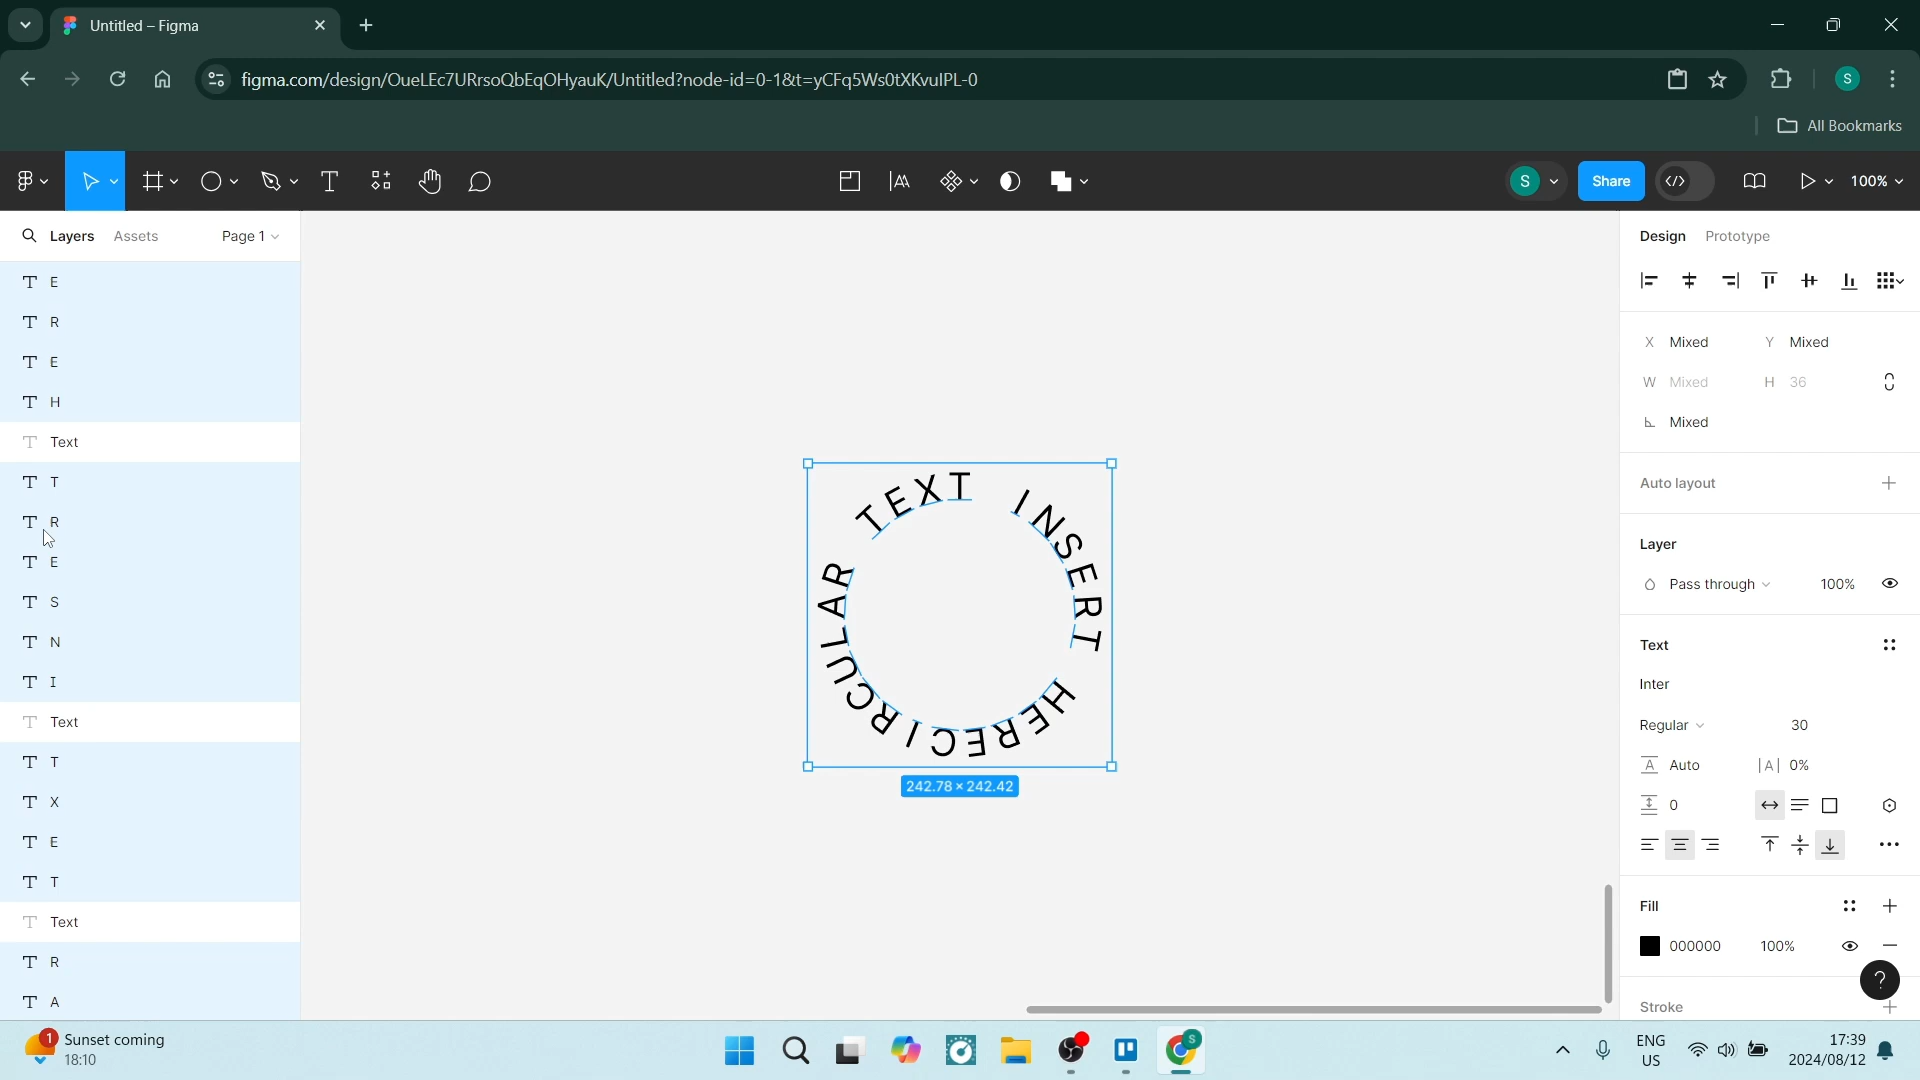 Untitled – Figma
figma.com/design/OueLEc7URrsoQbEqOHyauK/Untitled?node-id=0-1&t=yCFq5Ws0tXKvulPL-0
S
All Bookmarks
S
Share
100%
Layers
Assets
Page 1
E
R
E
H
Text
T
R
E
S
N
I
Text
T
X
E
T
Text
R
A
CIRCULAR TEXT INSERT HERE
242.78 × 242.42
Design
Prototype
X Mixed
Y Mixed
W Mixed
H 36
Mixed
Auto layout
Layer
Pass through
100%
Text
Inter
Regular
30
Auto
0%
0
Fill
000000
100%
?
Stroke
1
Sunset coming
18:10
S
ENG
US
17:39
2024/08/12